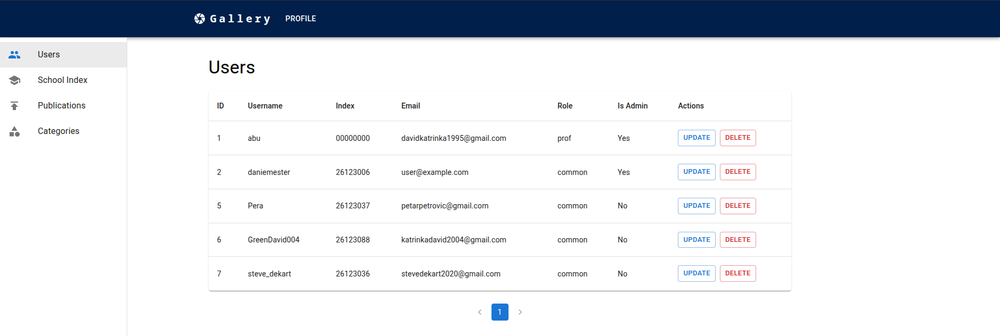 Gallery PROFILE
Users
School Index
Publications
Categories
Users
ID Username Index Email Role Is Admin Actions
1 abu 00000000 davidkatrinka1995@gmail.com prof Yes UPDATE DELETE
2 daniemester 26123006 user@example.com common Yes UPDATE DELETE
5 Pera 26123037 petarpetrovic@gmail.com common No UPDATE DELETE
6 GreenDavid004 26123088 katrinkadavid2004@gmail.com common No UPDATE DELETE
7 steve_dekart 26123036 stevedekart2020@gmail.com common No UPDATE DELETE
1